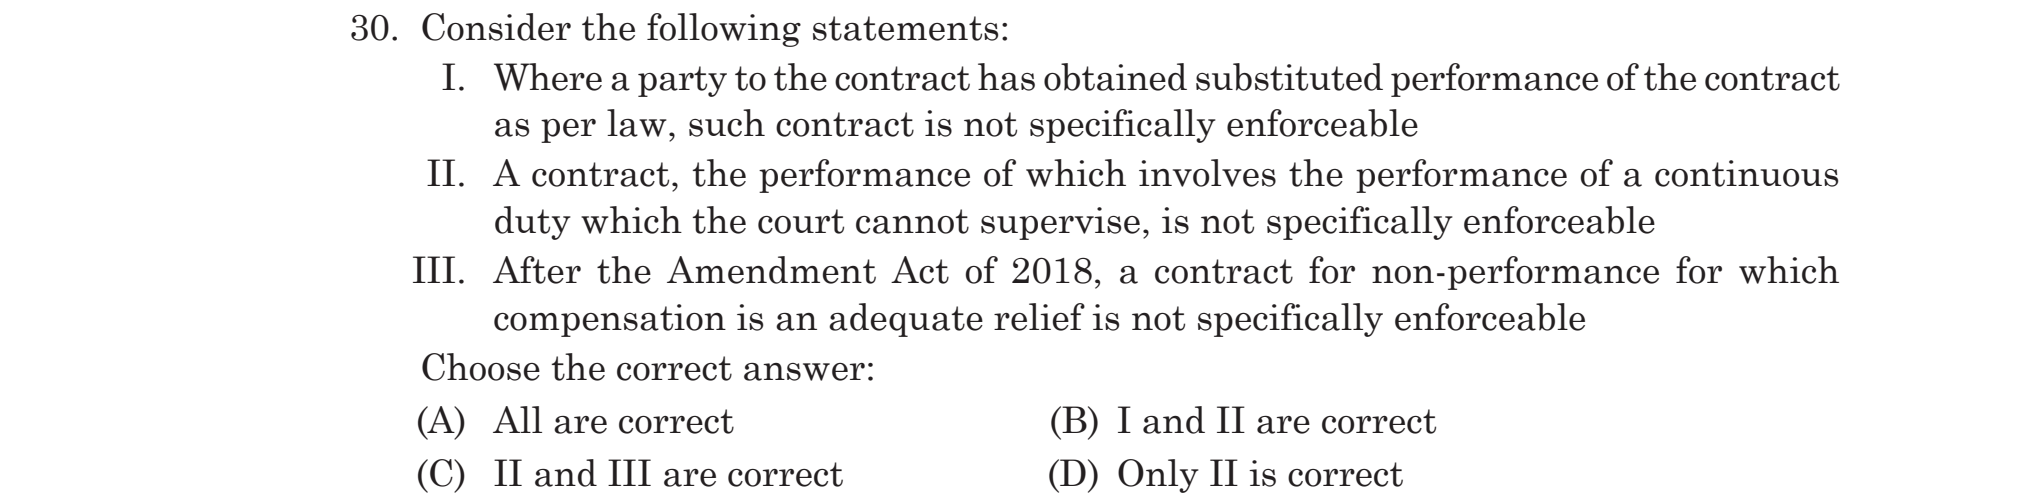 30. Consider the following statements:
I. Where a party to the contract has obtained substituted performance of the contract
as per law, such contract is not specifically enforceable
II. A contract, the performance of which involves the performance of a continuous
duty which the court cannot supervise, is not specifically enforceable
III. After the Amendment Act of 2018, a contract for non-performance for which
compensation is an adequate relief is not specifically enforceable
Choose the correct answer:
(A) All are correct (B) I and II are correct
(C) II and III are correct (D) Only II is correct